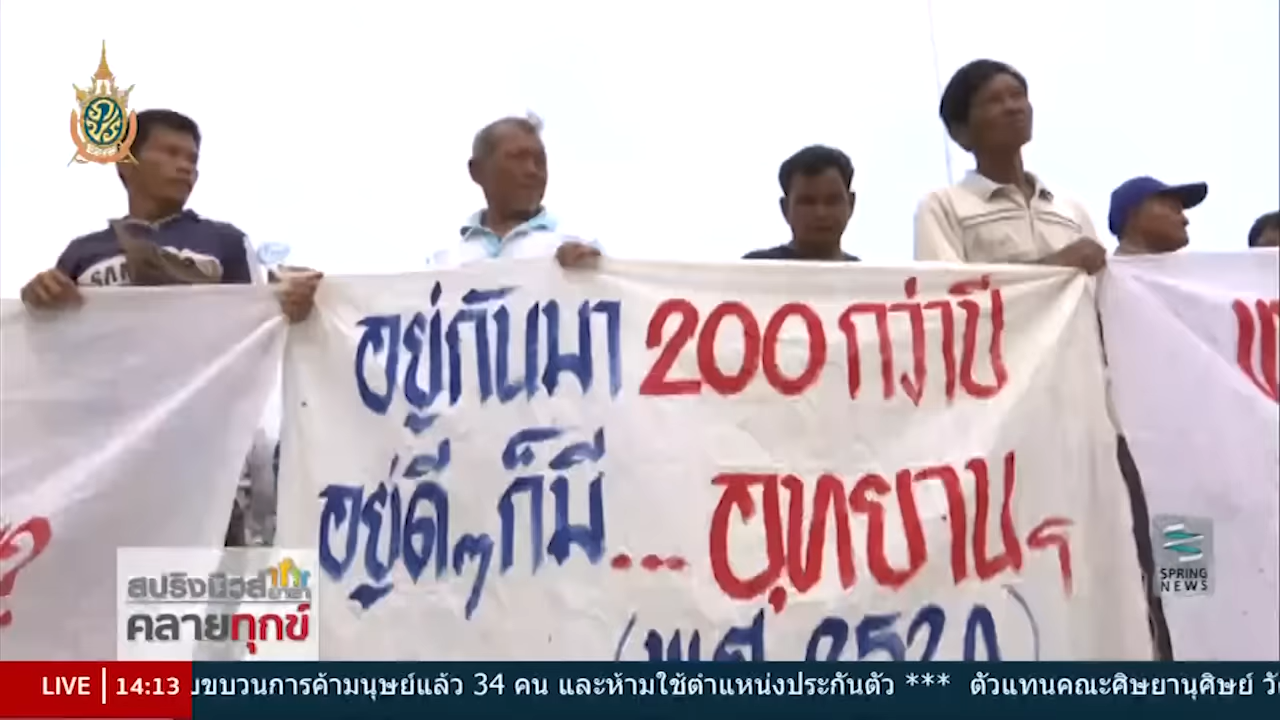 SAM
อยู่กันมา 200 กว่าปี
อยู่ดี ๆ ก็มี... อุทยานฯ
(พ.ศ.
สปริงนิวส์
คลายทุกข์
SPRING
NEWS
LIVE 14:13 ขบวนการค้ามนุษย์แล้ว 34 คน และห้ามใช้ตำแหน่งประกันตัว *** ตัวแทนคณะศิษยานุศิษย์